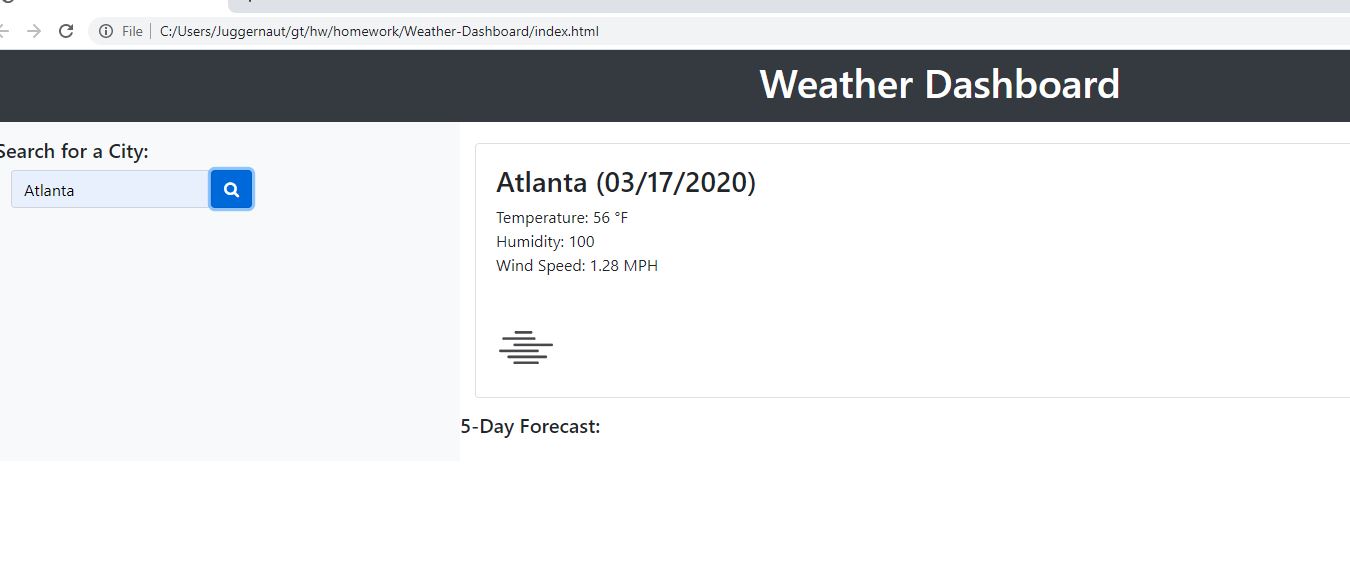 File C:/Users/Juggernaut/gt/hw/homework/Weather-Dashboard/index.html
Weather Dashboard
Search for a City:
Atlanta
Atlanta (03/17/2020)
Temperature: 56 °F
Humidity: 100
Wind Speed: 1.28 MPH
5-Day Forecast: